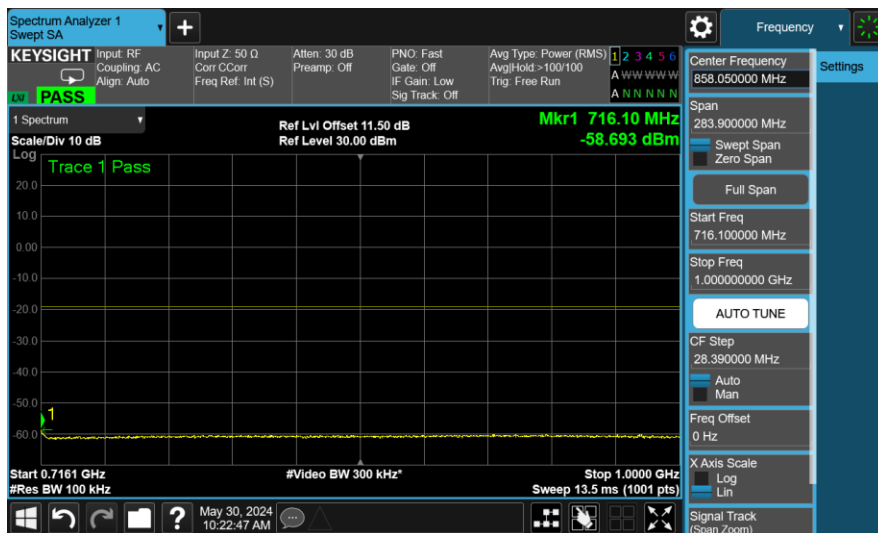 Spectrum Analyzer 1
Swept SA
Frequency
KEYSIGHT
Input: RF
Coupling: AC
Align: Auto
Input Z: 50 Ω
Corr CCorr
Freq Ref: Int (S)
Atten: 30 dB
Preamp: Off
PNO: Fast
Gate: Off
IF Gain: Low
Sig Track: Off
Avg Type: Power (RMS)
Avg|Hold:>100/100
Trig: Free Run
1 2 3 4 5 6
A W W W W W
A N N N N N
LXI
PASS
1 Spectrum
Scale/Div 10 dB
Ref Lvl Offset 11.50 dB
Ref Level 30.00 dBm
Mkr1 716.10 MHz
-58.693 dBm
Log
Trace 1 Pass
20.0
10.0
0.00
-10.0
-20.0
-30.0
-40.0
-50.0
-60.0
1
Start 0.7161 GHz
#Res BW 100 kHz
#Video BW 300 kHz*
Stop 1.0000 GHz
Sweep 13.5 ms (1001 pts)
May 30, 2024
10:22:47 AM
Center Frequency
858.050000 MHz
Settings
Span
283.900000 MHz
Swept Span
Zero Span
Full Span
Start Freq
716.100000 MHz
Stop Freq
1.000000000 GHz
AUTO TUNE
CF Step
28.390000 MHz
Auto
Man
Freq Offset
0 Hz
X Axis Scale
Log
Lin
Signal Track
(Span Zoom)